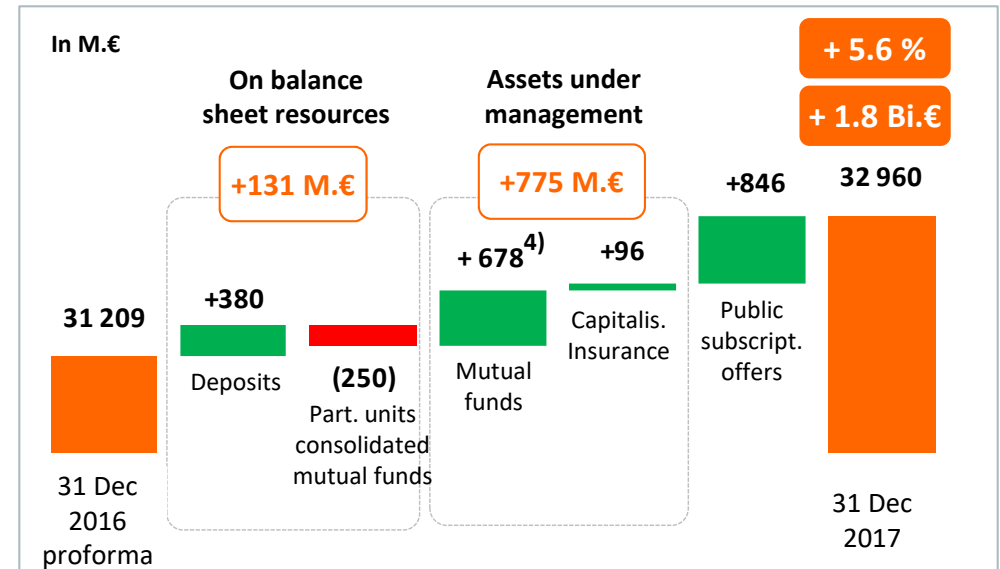 In M.€
+ 5.6 %
+ 1.8 Bi.€
On balance
sheet resources
+131 M.€
Assets under
management
+775 M.€
31 209
+380
Deposits
(250)
Part. units
consolidated
mutual funds
+ 678⁴⁾
Mutual
funds
+96
Capitalis.
Insurance
+846
Public
subscript.
offers
32 960
31 Dec
2016
proforma
31 Dec
2017